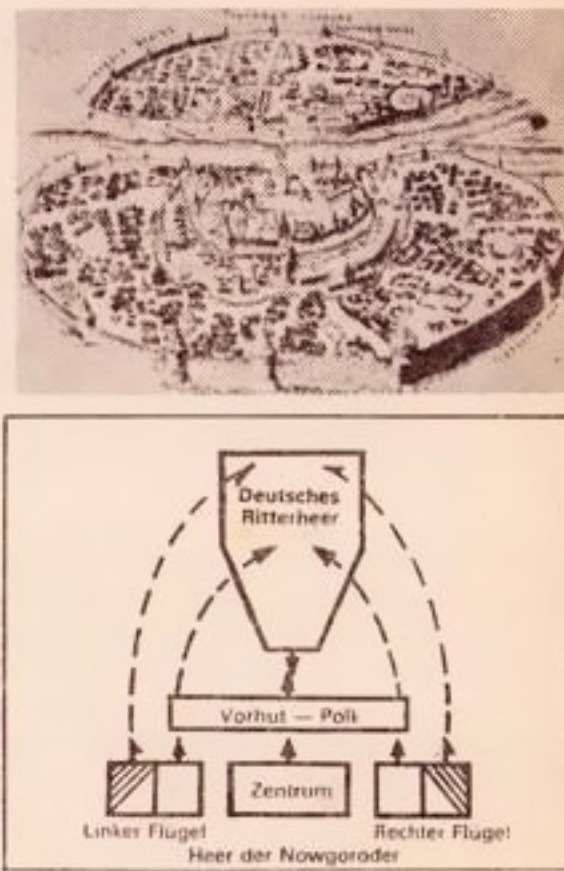 Deutsches
Ritterheer
Vorhut — Polk
Zentrum
Linker Flügel
Rechter Flügel
Heer der Nowgoroder